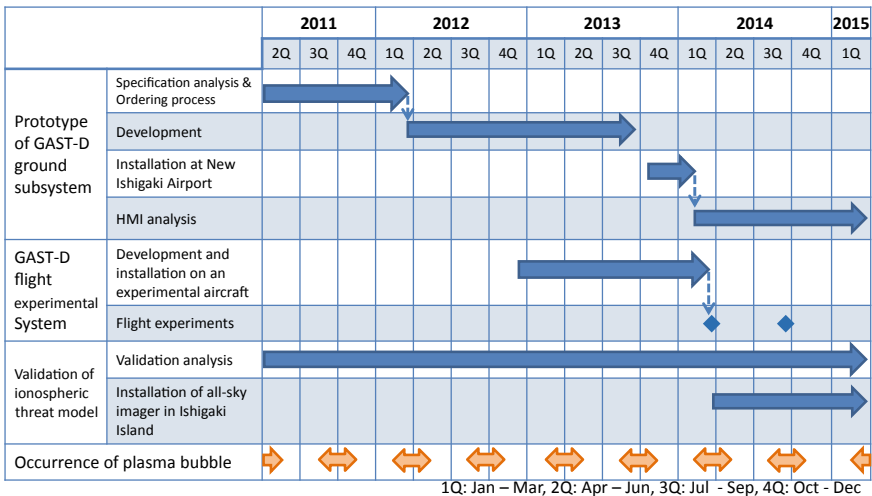 2011 2012 2013 2014 2015
2Q 3Q 4Q 1Q 2Q 3Q 4Q 1Q 2Q 3Q 4Q 1Q 2Q 3Q 4Q 1Q
Prototype
of GAST-D
ground
subsystem
Specification analysis &
Ordering process
Development
Installation at New
Ishigaki Airport
HMI analysis
GAST-D
flight
experimental
System
Development and
installation on an
experimental aircraft
Flight experiments
Validation of
ionospheric
threat model
Validation analysis
Installation of all-sky
imager in Ishigaki
Island
Occurrence of plasma bubble
1Q: Jan – Mar, 2Q: Apr – Jun, 3Q: Jul - Sep, 4Q: Oct - Dec